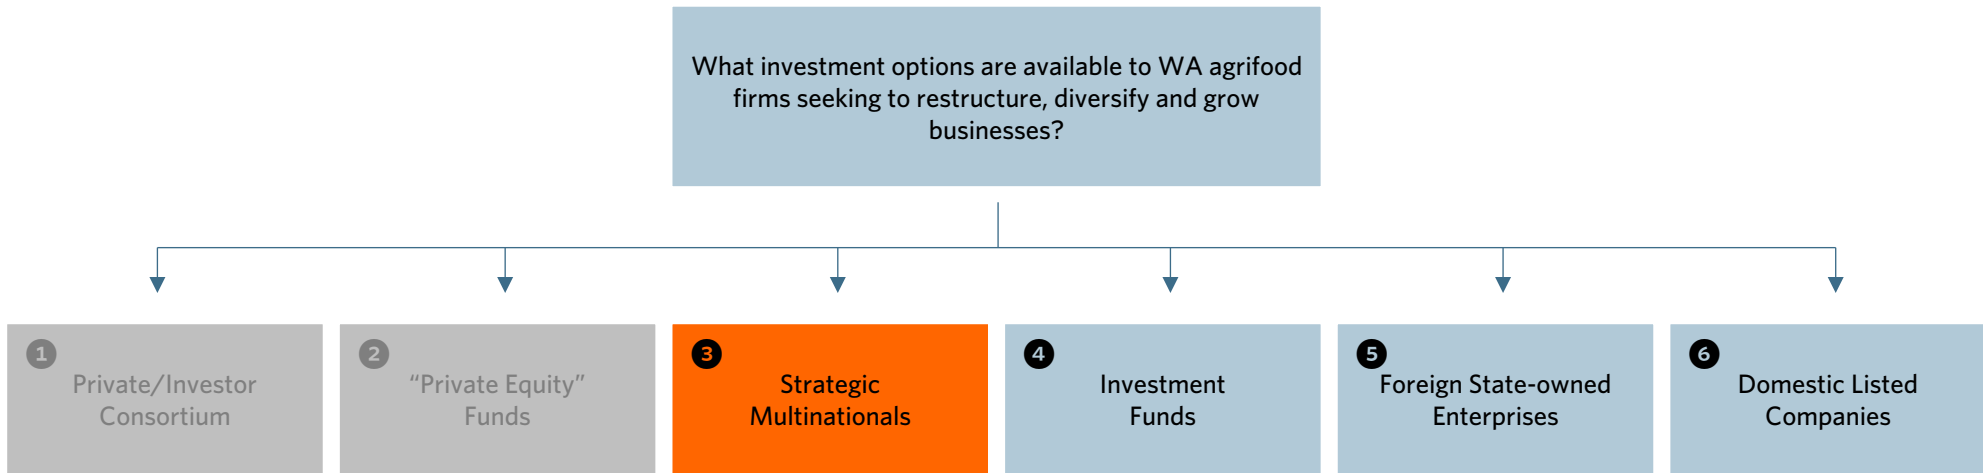 What investment options are available to WA agrifood
firms seeking to restructure, diversify and grow
businesses?
1
Private/Investor
Consortium
2
“Private Equity”
Funds
3
Strategic
Multinationals
4
Investment
Funds
5
Foreign State-owned
Enterprises
6
Domestic Listed
Companies